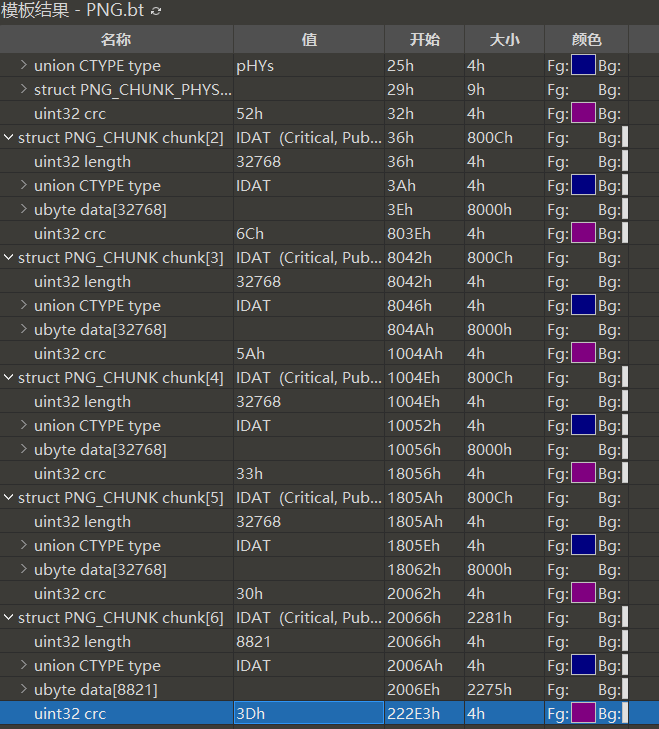 模板结果 - PNG.bt
名称 值 开始 大小 颜色
union CTYPE type pHYs 25h 4h Fg: Bg:
struct PNG_CHUNK_PHYS... 29h 9h Fg: Bg:
uint32 crc 52h 32h 4h Fg: Bg:
struct PNG_CHUNK chunk[2] IDAT (Critical, Pub... 36h 800Ch Fg: Bg:
uint32 length 32768 36h 4h Fg: Bg:
union CTYPE type IDAT 3Ah 4h Fg: Bg:
ubyte data[32768] 3Eh 8000h Fg: Bg:
uint32 crc 6Ch 803Eh 4h Fg: Bg:
struct PNG_CHUNK chunk[3] IDAT (Critical, Pub... 8042h 800Ch Fg: Bg:
uint32 length 32768 8042h 4h Fg: Bg:
union CTYPE type IDAT 8046h 4h Fg: Bg:
ubyte data[32768] 804Ah 8000h Fg: Bg:
uint32 crc 5Ah 1004Ah 4h Fg: Bg:
struct PNG_CHUNK chunk[4] IDAT (Critical, Pub... 1004Eh 800Ch Fg: Bg:
uint32 length 32768 1004Eh 4h Fg: Bg:
union CTYPE type IDAT 10052h 4h Fg: Bg:
ubyte data[32768] 10056h 8000h Fg: Bg:
uint32 crc 33h 18056h 4h Fg: Bg:
struct PNG_CHUNK chunk[5] IDAT (Critical, Pub... 1805Ah 800Ch Fg: Bg:
uint32 length 32768 1805Ah 4h Fg: Bg:
union CTYPE type IDAT 1805Eh 4h Fg: Bg:
ubyte data[32768] 18062h 8000h Fg: Bg:
uint32 crc 30h 20062h 4h Fg: Bg:
struct PNG_CHUNK chunk[6] IDAT (Critical, Pub... 20066h 2281h Fg: Bg:
uint32 length 8821 20066h 4h Fg: Bg:
union CTYPE type IDAT 2006Ah 4h Fg: Bg:
ubyte data[8821] 2006Eh 2275h Fg: Bg:
uint32 crc 3Dh 222E3h 4h Fg: Bg: